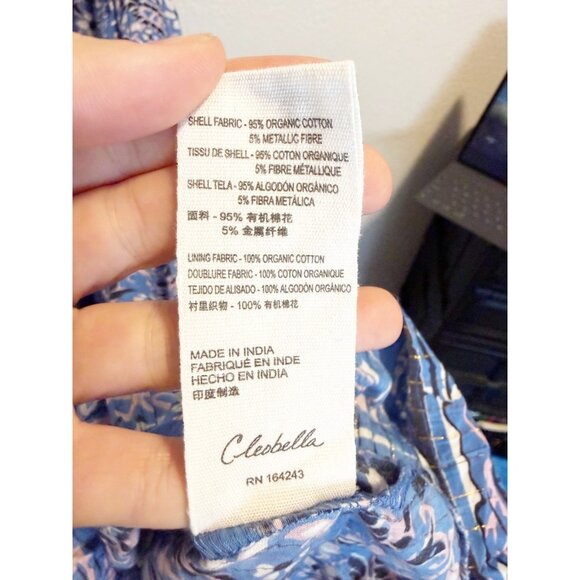 SHELL FABRIC - 95% ORGANIC COTTON
5% METALLIC FIBRE
TISSU DE SHELL - 95% COTON ORGANIQUE
5% FIBRE MÉTALLIQUE
SHELL TELA - 95% ALGODÓN ORGÁNICO
5% FIBRA METÁLICA
面料 - 95% 有机棉花
5% 金属纤维
LINING FABRIC - 100% ORGANIC COTTON
DOUBLURE FABRIC - 100% COTON ORGANIQUE
TEJIDO DE ALISADO - 100% ALGODÓN ORGÁNICO
衬里织物 - 100% 有机棉花
MADE IN INDIA
FABRIQUÉ EN INDE
HECHO EN INDIA
印度制造
Cleobella
RN 164243